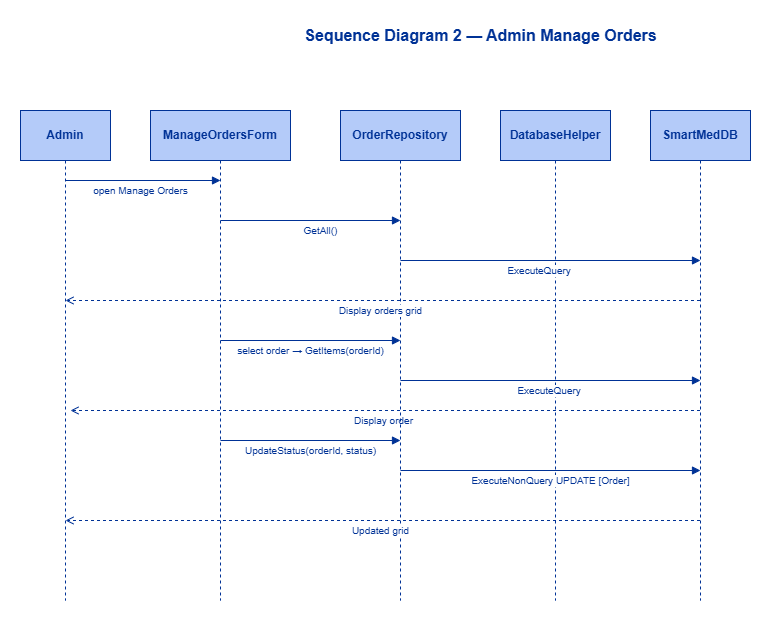 Sequence Diagram 2 — Admin Manage Orders
Admin
ManageOrdersForm
OrderRepository
DatabaseHelper
SmartMedDB
open Manage Orders
GetAll()
ExecuteQuery
Display orders grid
select order → GetItems(orderId)
ExecuteQuery
Display order
UpdateStatus(orderId, status)
ExecuteNonQuery UPDATE [Order]
Updated grid